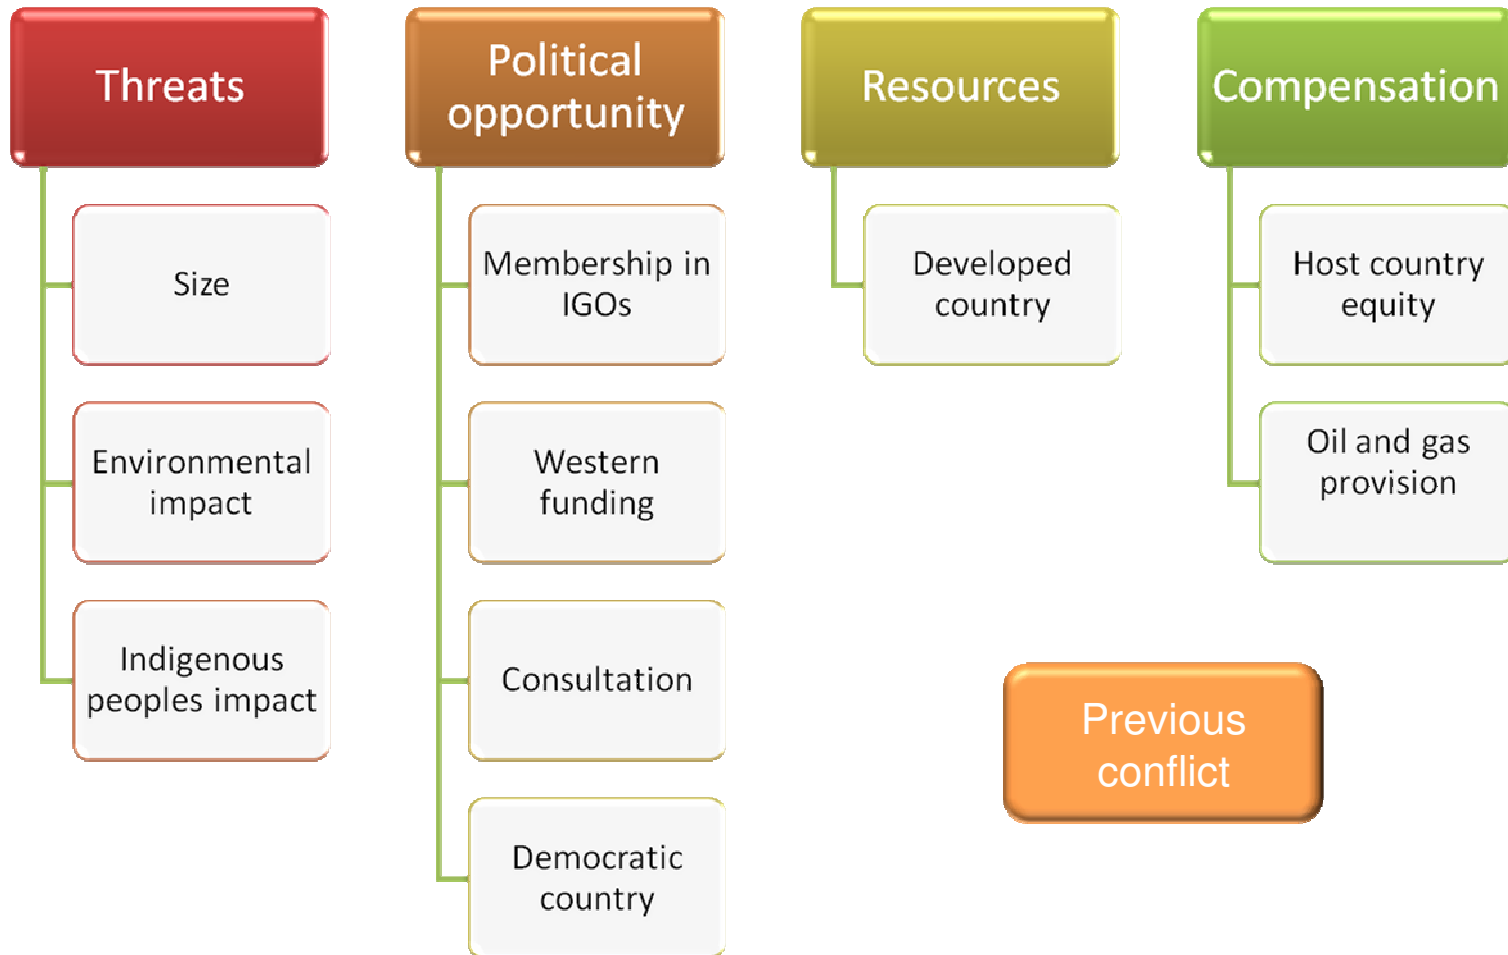 Threats
Size
Environmental
impact
Indigenous
peoples impact
Political
opportunity
Membership in
IGOs
Western
funding
Consultation
Democratic
country
Resources
Developed
country
Compensation
Host country
equity
Oil and gas
provision
Previous
conflict